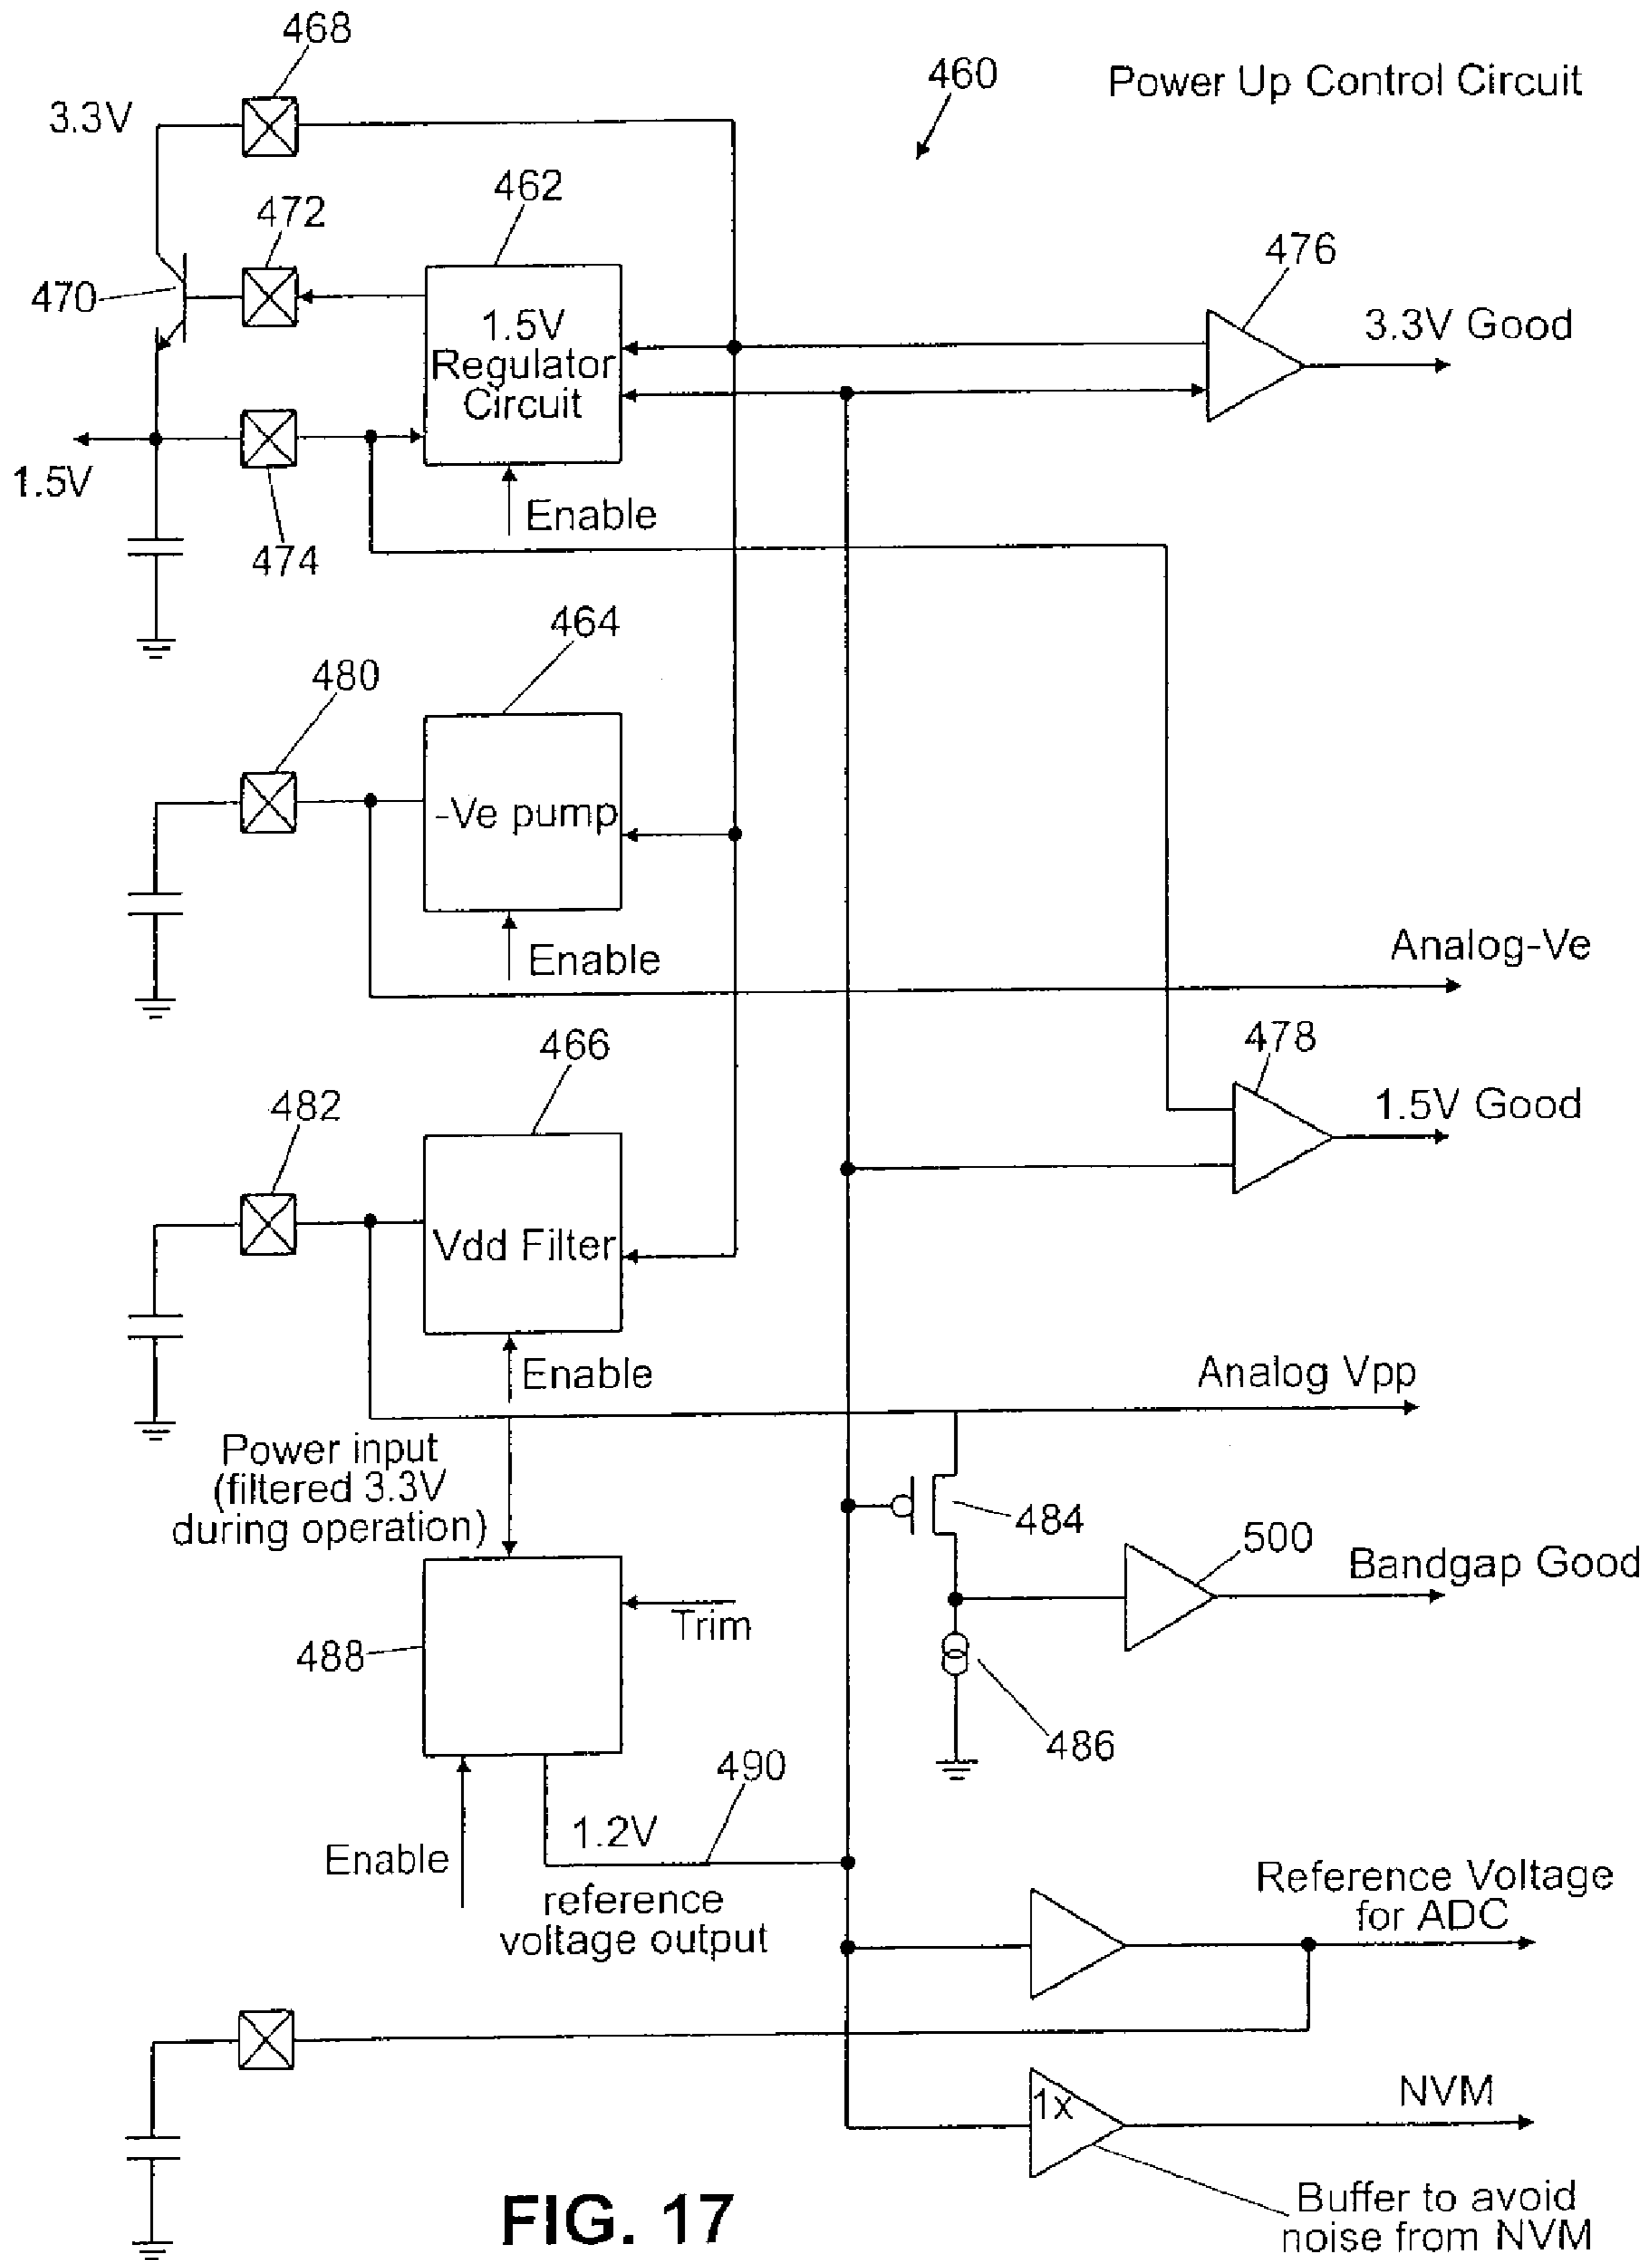 468
460
Power Up Control Circuit
3.3V
462
472
476
470
1.5V
Regulator
Circuit
3.3V Good
1.5V
Enable
474
464
480
-Ve pump
Enable
Analog-Ve
466
478
482
1.5V Good
Vdd Filter
Enable
Analog Vpp
Power input
(filtered 3.3V
during operation)
484
500
Bandgap Good
Trim
488
486
490
1.2V
Enable
reference
voltage output
Reference Voltage
for ADC
1x
NVM
Buffer to avoid
noise from NVM
FIG. 17